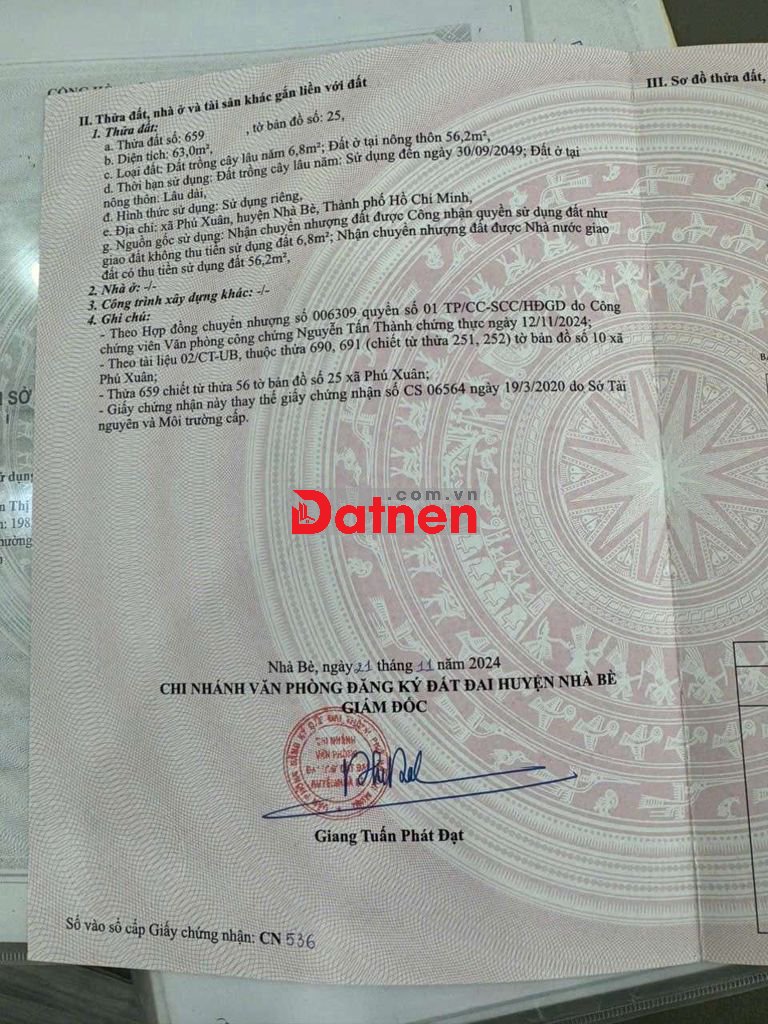 II. Thửa đất, nhà ở và tài sản khác gắn liền với đất
III. Sơ đồ thửa đất,
1. Thửa đất:
a. Thửa đất số: 659 , tờ bản đồ số: 25,
b. Diện tích: 63,0m²,
c. Loại đất: Đất trồng cây lâu năm 6,8m²; Đất ở tại nông thôn 56,2m²,
d. Thời hạn sử dụng: Đất trồng cây lâu năm: Sử dụng đến ngày 30/09/2049; Đất ở tại
nông thôn: Lâu dài,
đ. Hình thức sử dụng: Sử dụng riêng,
e. Địa chỉ: xã Phú Xuân, huyện Nhà Bè, Thành phố Hồ Chí Minh,
g. Nguồn gốc sử dụng: Nhận chuyển nhượng đất được Công nhận quyền sử dụng đất như
giao đất không thu tiền sử dụng đất 6,8m²; Nhận chuyển nhượng đất được Nhà nước giao
đất có thu tiền sử dụng đất 56,2m²,
2. Nhà ở: -/-
3. Công trình xây dựng khác: -/-
4. Ghi chú:
- Theo Hợp đồng chuyển nhượng số 006309 quyển số 01 TP/CC-SCC/HĐGD do Công
chứng viên Văn phòng công chứng Nguyễn Tấn Thành chứng thực ngày 12/11/2024;
- Theo tài liệu 02/CT-UB, thuộc thửa 690, 691 (chiết từ thửa 251, 252) tờ bản đồ số 10 xã
Phú Xuân;
- Thửa 659 chiết từ thửa 56 tờ bản đồ số 25 xã Phú Xuân;
- Giấy chứng nhận này thay thế giấy chứng nhận số CS 06564 ngày 19/3/2020 do Sở Tài
nguyên và Môi trường cấp.
SỞ
n Thị
Datnen
.com.vn
Nhà Bè, ngày 21 tháng 11 năm 2024
CHI NHÁNH VĂN PHÒNG ĐĂNG KÝ ĐẤT ĐAI HUYỆN NHÀ BÈ
GIÁM ĐỐC
CHI NHÁNH
VĂN PHÒNG
Giang Tuấn Phát Đạt
Số vào sổ cấp Giấy chứng nhận: CN 536